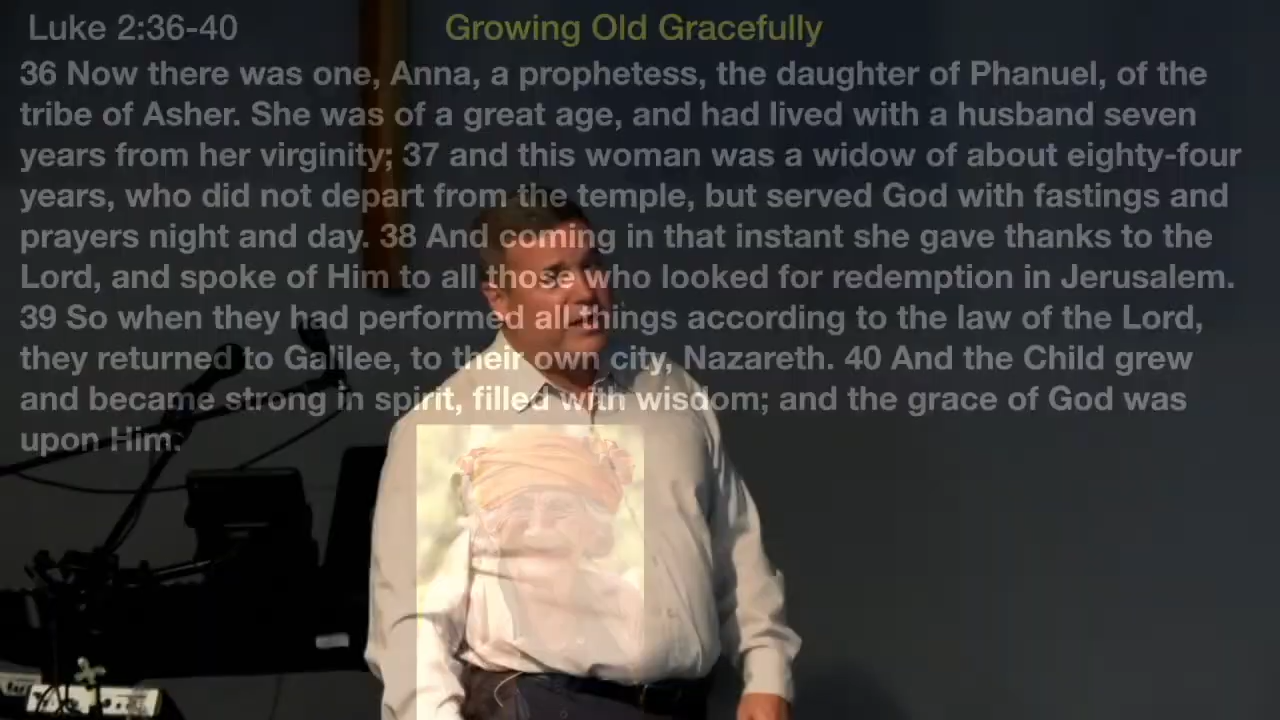 Luke 2:36-40
Growing Old Gracefully
36 Now there was one, Anna, a prophetess, the daughter of Phanuel, of the
tribe of Asher. She was of a great age, and had lived with a husband seven
years from her virginity; 37 and this woman was a widow of about eighty-four
years, who did not depart from the temple, but served God with fastings and
prayers night and day. 38 And coming in that instant she gave thanks to the
Lord, and spoke of Him to all those who looked for redemption in Jerusalem.
39 So when they had performed all things according to the law of the Lord,
they returned to Galilee, to their own city, Nazareth. 40 And the Child grew
and became strong in spirit, filled with wisdom; and the grace of God was
upon Him.